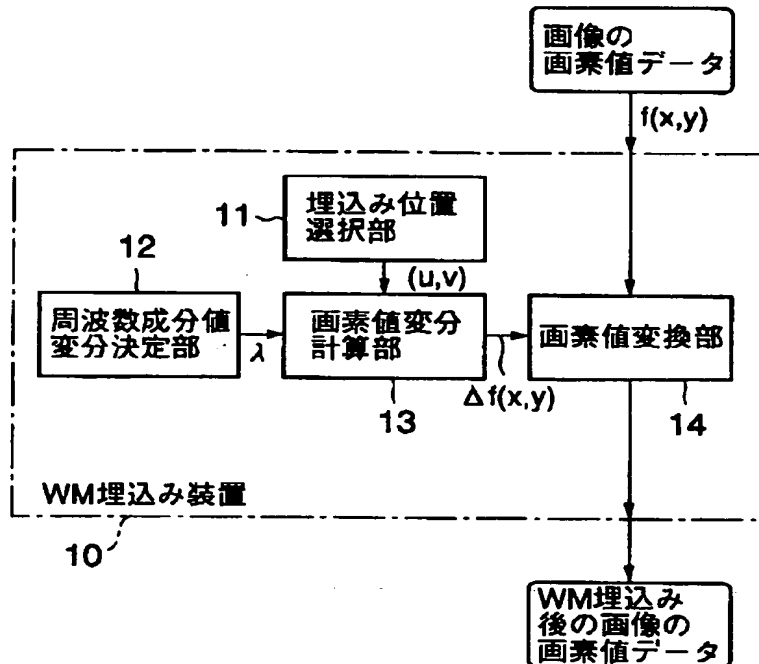 画像の
画素値データ
f(x,y)
11
埋込み位置
選択部
12
(u,v)
周波数成分値
変分決定部
λ
画素値変分
計算部
Δf(x,y)
画素値変換部
13
14
WM埋込み装置
10
WM埋込み
後の画像の
画素値データ